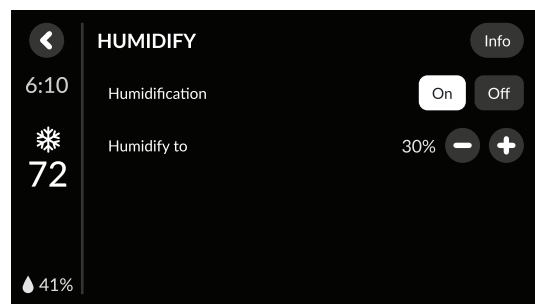 HUMIDIFY
Info
6:10
Humidification
On
Off
Humidify to
30%
72
41%